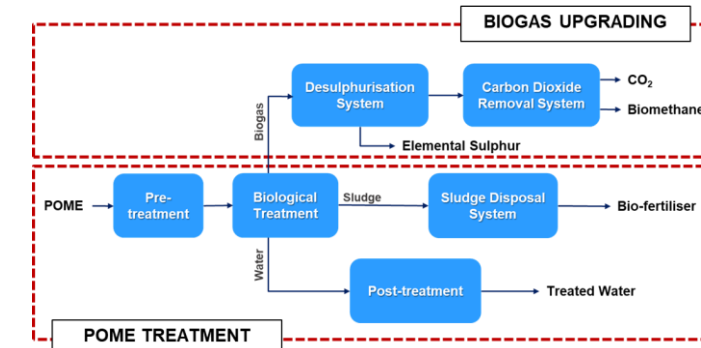 BIOGAS UPGRADING
Desulphurisation
System
Carbon Dioxide
Removal System
CO₂
Biomethane
Biogas
Elemental Sulphur
POME
Pre-
treatment
Biological
Treatment
Sludge
Sludge Disposal
System
Bio-fertiliser
Water
Post-treatment
Treated Water
POME TREATMENT